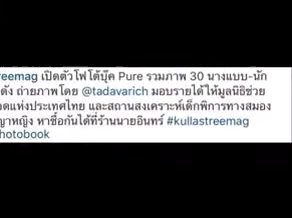 reemag เปิดตัวโฟโต้บุ๊ค Pure รวมภาพ 30 นางแบบ-นัก
ดัง ถ่ายภาพโดย @tadavarich มอบรายได้ให้มูลนิธิช่วย
แห่งประเทศไทย และสถานสงเคราะห์เด็กพิการทางสมอง
ญาหญิง หาซื้อกันได้ที่ร้านนายอินทร์ #kullastreemag
hotobook